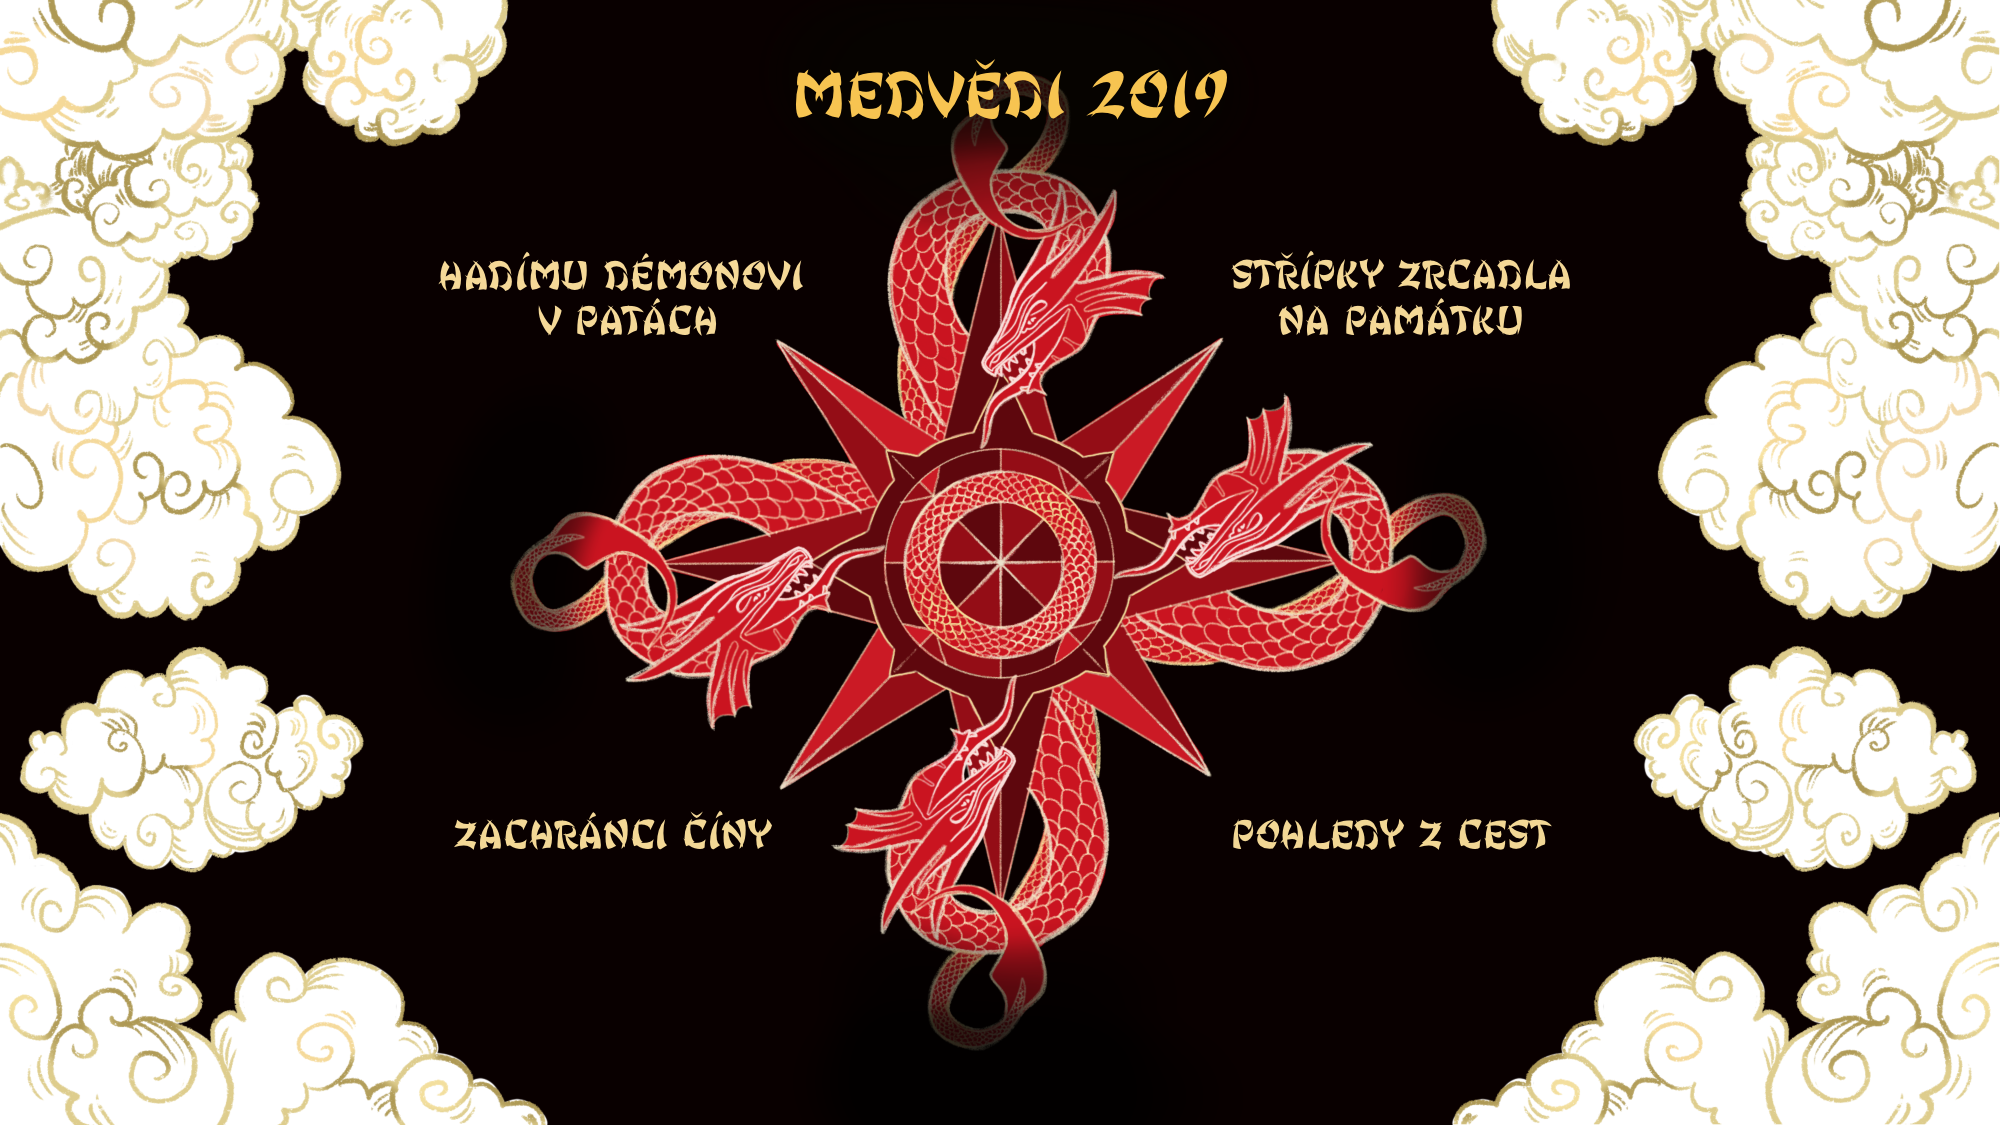 MEDVĚDI 2019
HADÍMU DÉMONOVI
V PATÁCH
STŘÍPKY ZRCADLA
NA PAMÁTKU
ZACHRÁNCI ČÍNY
POHLEDY Z CEST